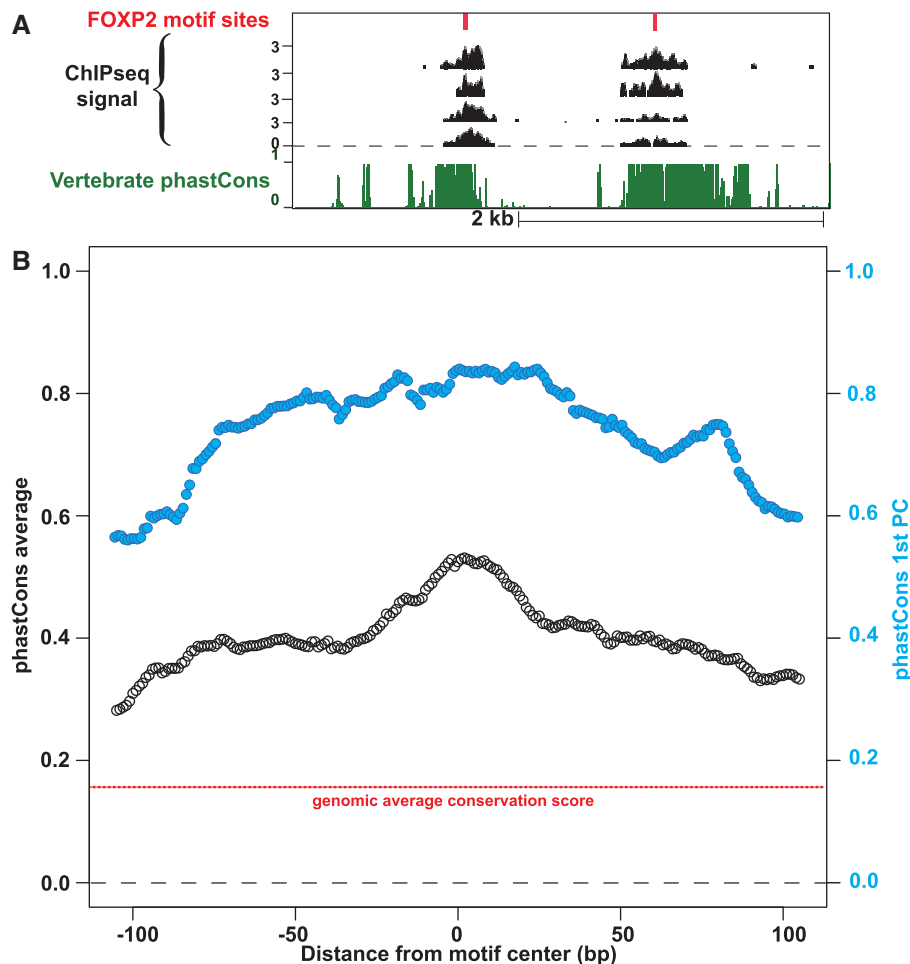 A
FOXP2 motif sites
ChIPseq
signal
3
3
3
3
0
Vertebrate phastCons
1
0
2 kb
B
1.0
0.8
0.6
0.4
0.2
0.0
phastCons average
1.0
0.8
0.6
0.4
0.2
0.0
phastCons 1st PC
genomic average conservation score
-100
-50
0
50
100
Distance from motif center (bp)